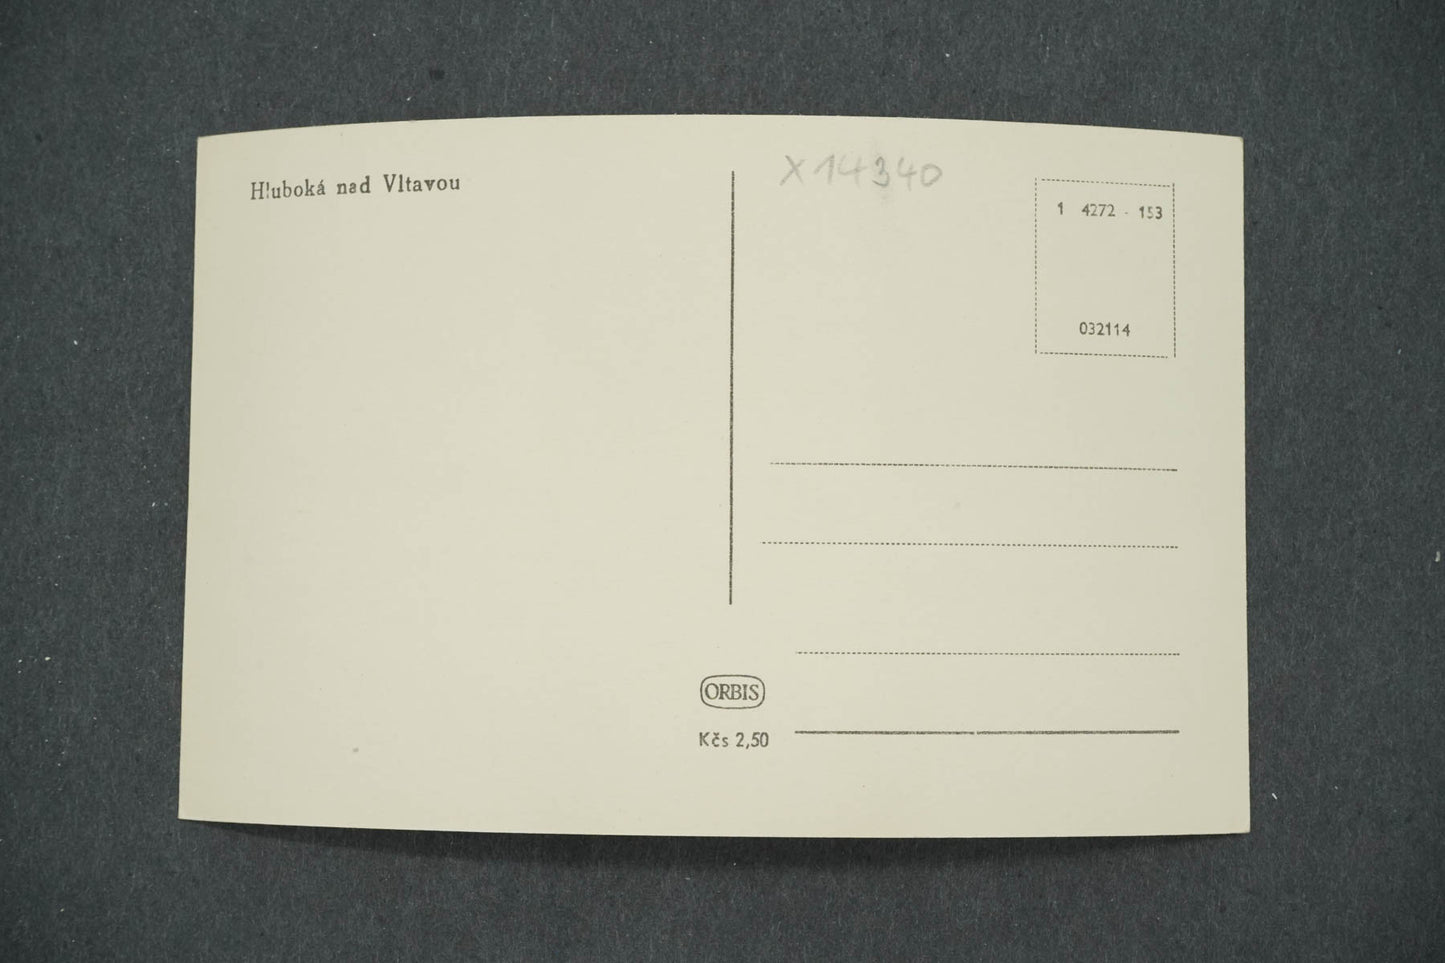 Hluboká nad Vltavou
X14340
1 4272 - 153
032114
ORBIS
Kčs 2,50